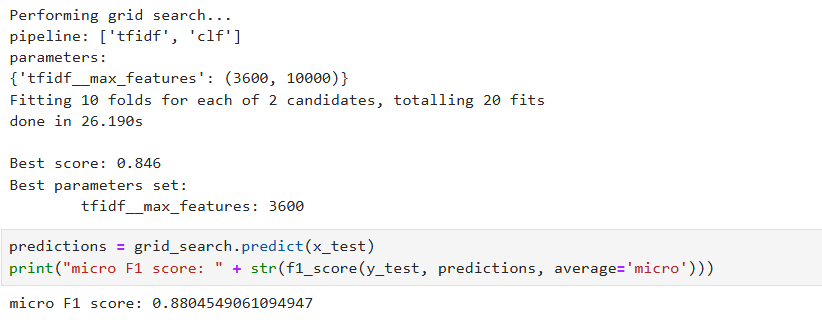 Performing grid search...
pipeline: ['tfidf', 'clf']
parameters:
{'tfidf__max_features': (3600, 10000)}
Fitting 10 folds for each of 2 candidates, totalling 20 fits
done in 26.190s

Best score: 0.846
Best parameters set:
        tfidf__max_features: 3600
predictions = grid_search.predict(x_test)
print("micro F1 score: " + str(f1_score(y_test, predictions, average='micro')))
micro F1 score: 0.8804549061094947